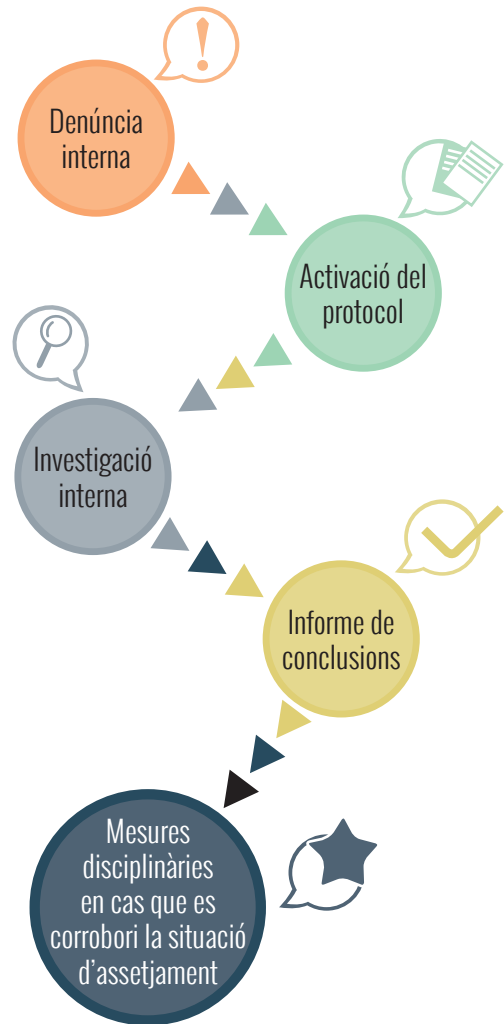 Denúncia
interna
Activació del
protocol
Investigació
interna
Informe de
conclusions
Mesures
disciplinàries
en cas que es
corrobori la situació
d'assetjament